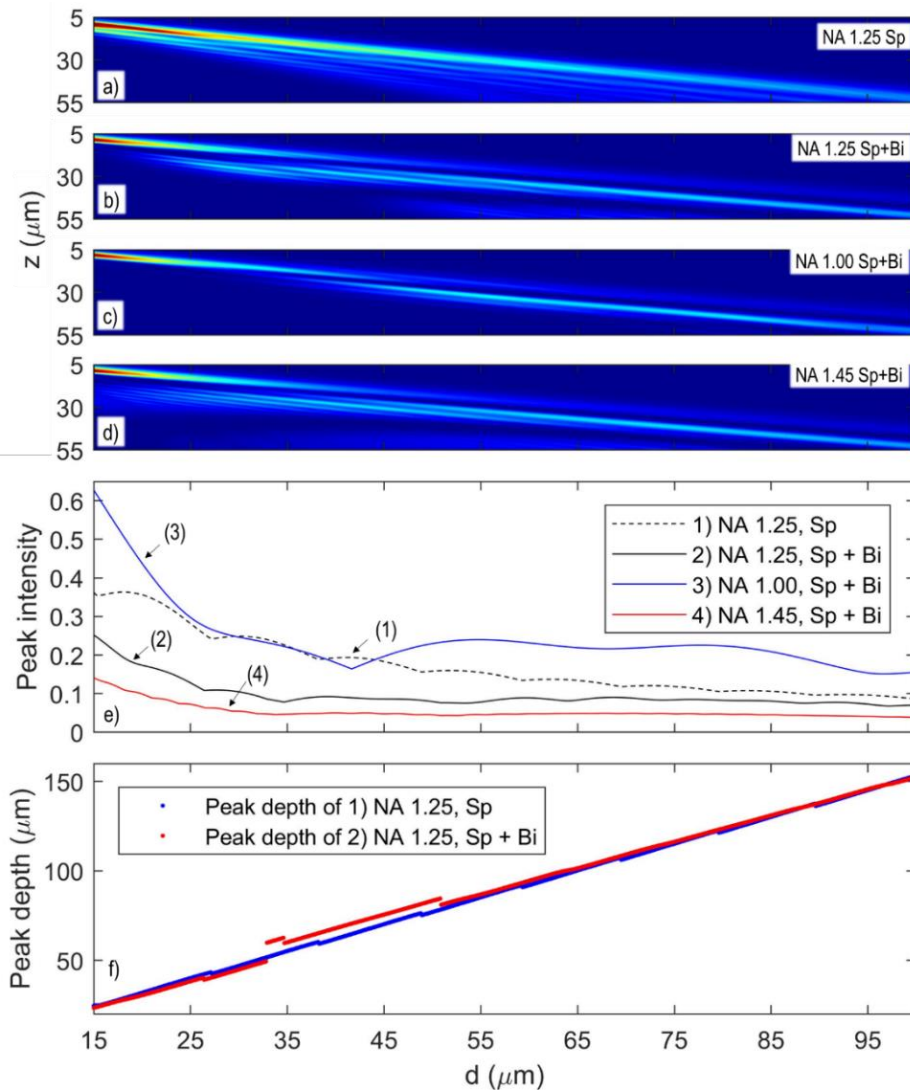 5
30
55
a)
NA 1.25 Sp
5
30
55
b)
NA 1.25 Sp+Bi
z (μm)
5
30
55
c)
NA 1.00 Sp+Bi
5
30
55
d)
NA 1.45 Sp+Bi
Peak intensity
0.6
0.5
0.4
0.3
0.2
0.1
0
e)
(3)
(2)
(4)
(1)
1) NA 1.25, Sp
2) NA 1.25, Sp + Bi
3) NA 1.00, Sp + Bi
4) NA 1.45, Sp + Bi
Peak depth (μm)
150
100
50
f)
Peak depth of 1) NA 1.25, Sp
Peak depth of 2) NA 1.25, Sp + Bi
15 25 35 45 55 65 75 85 95
d (μm)